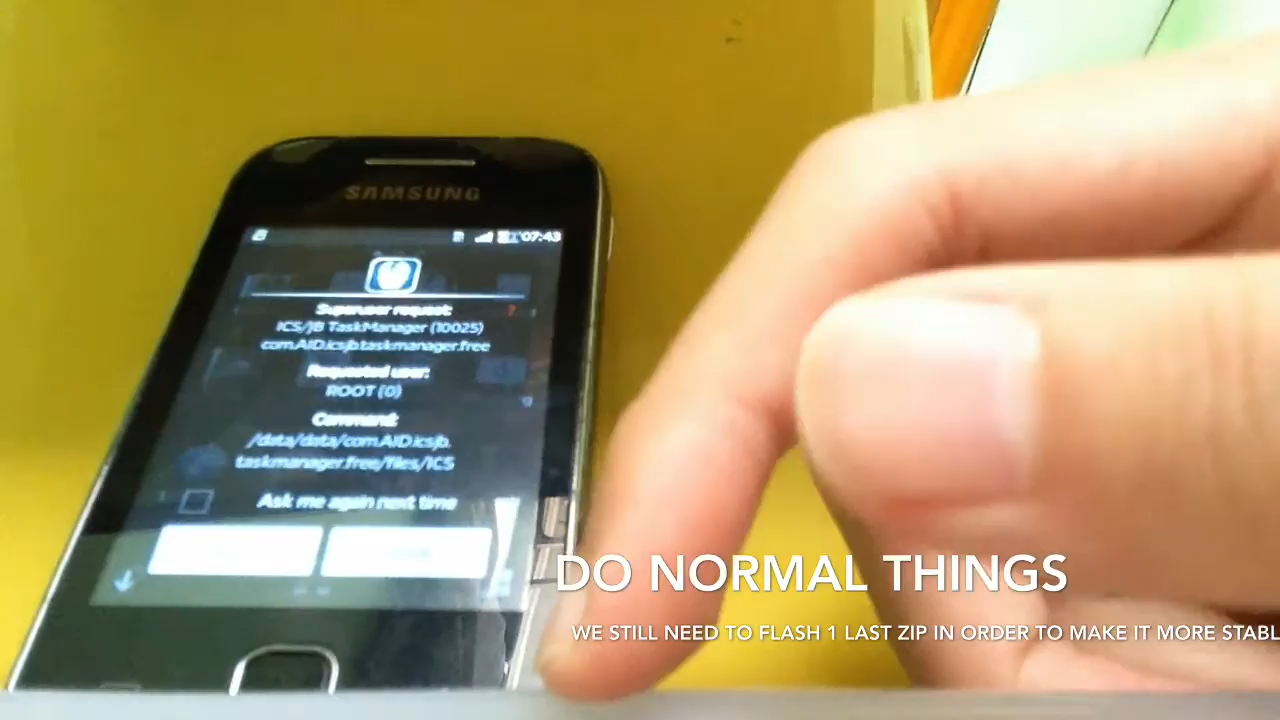 SAMSUNG
07:43
Superuser request:
ICS/JB TaskManager (10025)
com.AID.icsjb.taskmanager.free
Requested user:
ROOT (0)
Command:
/data/data/com.AID.icsjb.
taskmanager.free/files/ICS
Ask me again next time
DO NORMAL THINGS
WE STILL NEED TO FLASH 1 LAST ZIP IN ORDER TO MAKE IT MORE STABL